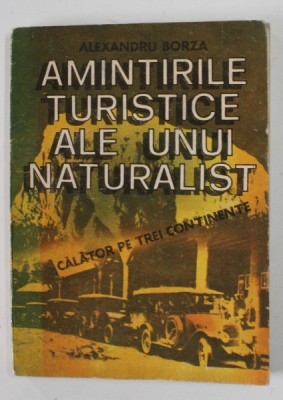 ALEXANDRU BORZA
AMINTIRILE
TURISTICE
ALE UNUI
NATURALIST
CĂLĂTOR PE TREI CONTINENTE